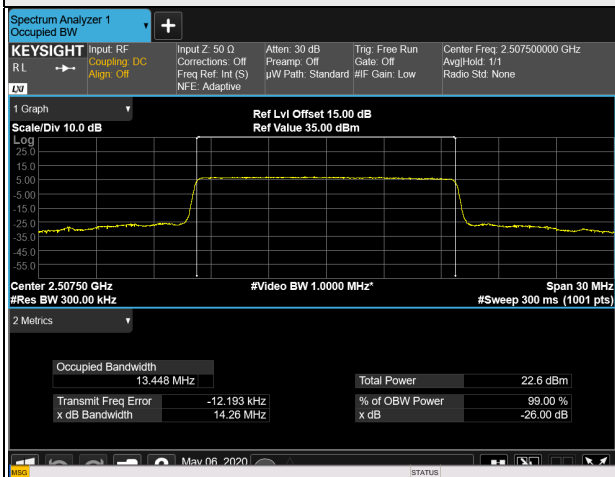 Spectrum Analyzer 1
Occupied BW
+
KEYSIGHT Input: RF Input Z: 50 Ω Atten: 30 dB Trig: Free Run Center Freq: 2.507500000 GHz
RL Coupling: DC Corrections: Off Preamp: Off Gate: Off Avg|Hold: 1/1
Align: Off Freq Ref: Int (S) µW Path: Standard #IF Gain: Low Radio Std: None
LXI NFE: Adaptive
1 Graph Ref Lvl Offset 15.00 dB
Scale/Div 10.0 dB Ref Value 35.00 dBm
Log
25.0
15.0
5.00
-5.00
-15.0
-25.0
-35.0
-45.0
-55.0
Center 2.50750 GHz #Video BW 1.0000 MHz* Span 30 MHz
#Res BW 300.00 kHz #Sweep 300 ms (1001 pts)
2 Metrics
Occupied Bandwidth
13.448 MHz Total Power 22.6 dBm
Transmit Freq Error -12.193 kHz % of OBW Power 99.00 %
x dB Bandwidth 14.26 MHz x dB -26.00 dB
May 06, 2020
MSG STATUS